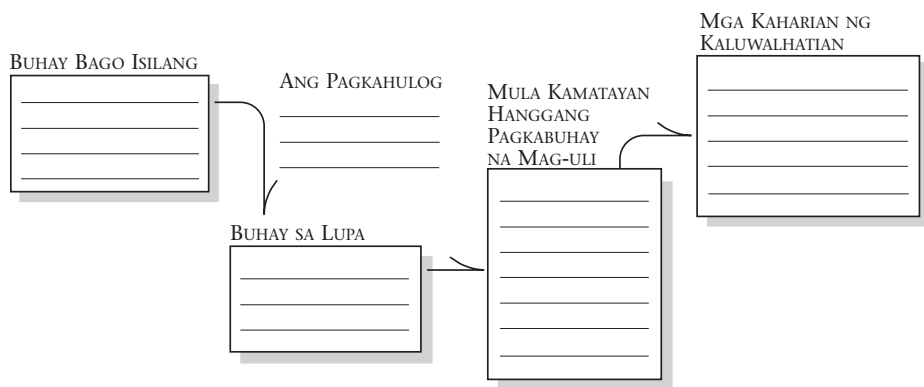 BUHAY BAGO ISILANG
ANG PAGKAHULOG
BUHAY SA LUPA
MULA KAMATAYAN
HANGGANG
PAGKABUHAY
NA MAG-ULI
MGA KAHARIAN NG
KALUWALHATIAN